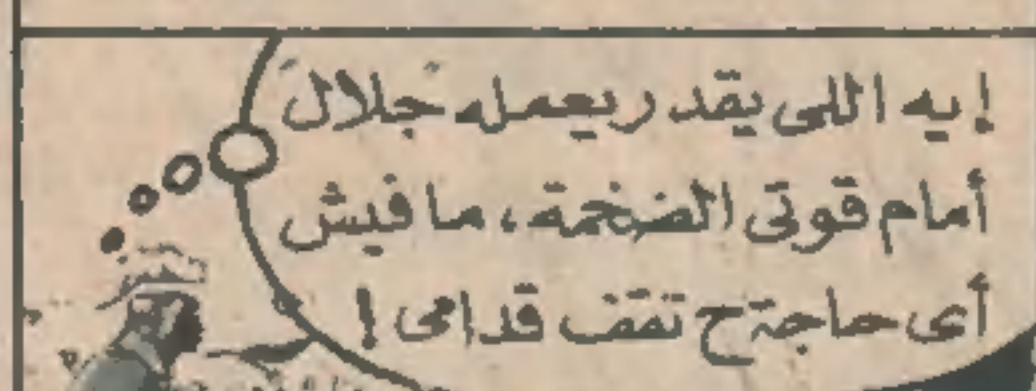 إيه اللى يقدر يعمله جلال
أمام قوتى الضخمة، مافيش
أى حاجة ح تقف قدامى!